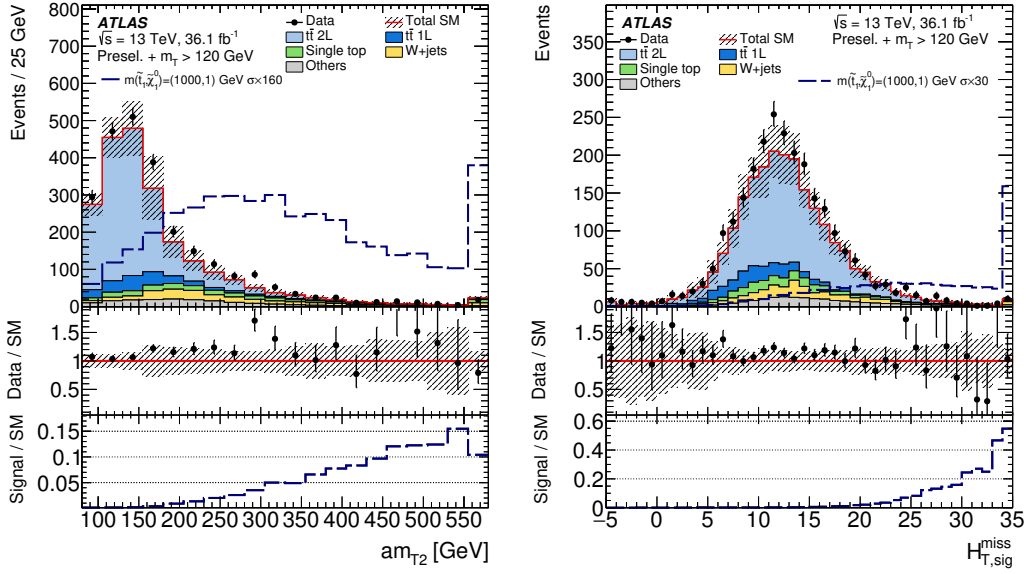 ATLAS
√s = 13 TeV, 36.1 fb⁻¹
Presel. + m_T > 120 GeV
Data
Total SM
tt̄ 2L
tt̄ 1L
Single top
W+jets
Others
m(t̃₁,χ̃₁⁰)=(1000,1) GeV σ×160
Events / 25 GeV
800
700
600
500
400
300
200
100
0
Data / SM
1.5
1
0.5
Signal / SM
0.15
0.1
0.05
100 150 200 250 300 350 400 450 500 550
am_T2 [GeV]
ATLAS
√s = 13 TeV, 36.1 fb⁻¹
Presel. + m_T > 120 GeV
Data
Total SM
tt̄ 2L
tt̄ 1L
Single top
W+jets
Others
m(t̃₁,χ̃₁⁰)=(1000,1) GeV σ×30
Events
350
300
250
200
150
100
50
0
Data / SM
1.5
1
0.5
Signal / SM
0.6
0.4
0.2
−5 0 5 10 15 20 25 30 35
H_T,sig^miss